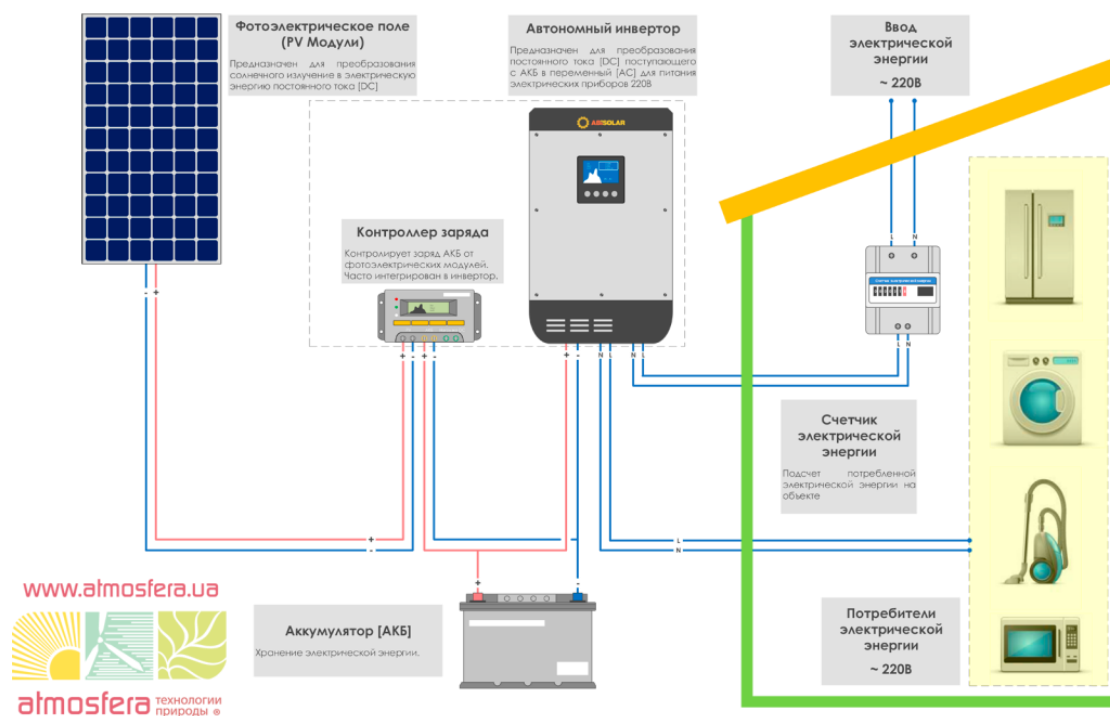 Фотоэлектрическое поле
(PV Модули)
Предназначен для преобразования
солнечного излучение в электрическую
энергию постоянного тока [DC]
Автономный инвертор
Предназначен для преобразования
постоянного тока [DC] поступающего
с АКБ в переменный [AC] для питания
электрических приборов 220В
Ввод
электрической
энергии
~ 220В
ABISOLAR
Контроллер заряда
Контролирует заряд АКБ от
фотоэлектрических модулей.
Часто интегрирован в инвертор.
L N
- +
L N
+ - + -
+ - N L N L
Счетчик
электрической
энергии
Подсчет потребленной
электрической энергии на
объекте
+
-
L
N
+ -
www.atmosfera.ua
Аккумулятор [АКБ]
Хранение электрической энергии.
Потребители
электрической
энергии
~ 220В
atmosfera технологии
природы ®